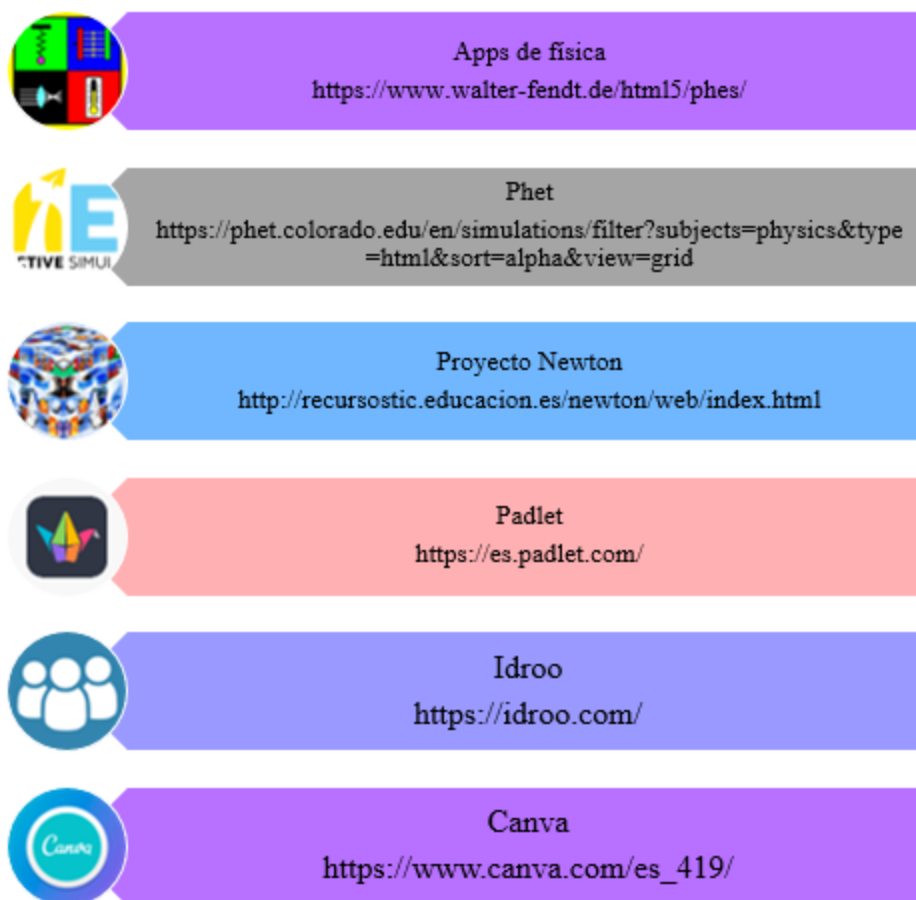 Apps de física
https://www.walter-fendt.de/html5/phes/
Phet
https://phet.colorado.edu/en/simulations/filter?subjects=physics&type
=html&sort=alpha&view=grid
TIVE SIMUL
Proyecto Newton
http://recursostic.educacion.es/newton/web/index.html
Padlet
https://es.padlet.com/
Idroo
https://idroo.com/
Canva
Canva
https://www.canva.com/es_419/